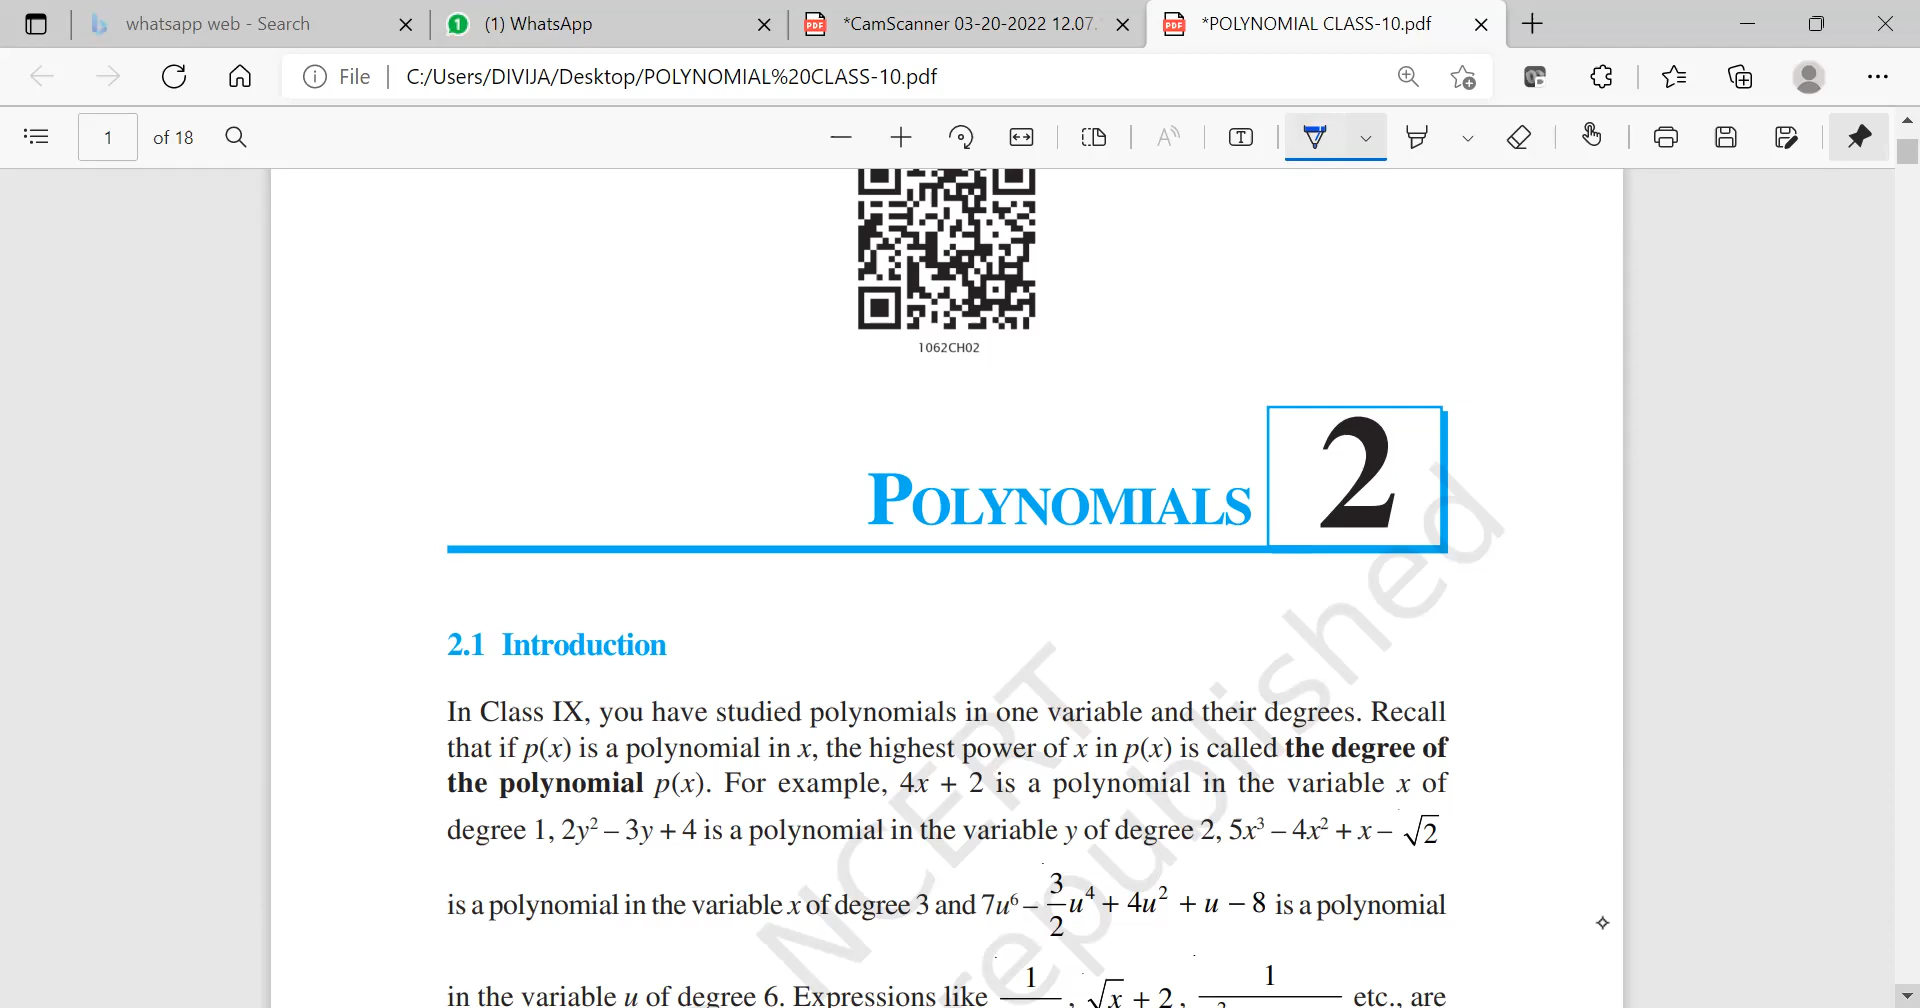 whatsapp web - Search
(1) WhatsApp
*CamScanner 03-20-2022 12.07.
*POLYNOMIAL CLASS-10.pdf
File C:/Users/DIVIJA/Desktop/POLYNOMIAL%20CLASS-10.pdf
1 of 18
1062CH02
POLYNOMIALS 2
2.1 Introduction
In Class IX, you have studied polynomials in one variable and their degrees. Recall
that if p(x) is a polynomial in x, the highest power of x in p(x) is called the degree of
the polynomial p(x). For example, 4x + 2 is a polynomial in the variable x of
degree 1, 2y² – 3y + 4 is a polynomial in the variable y of degree 2, 5x³ – 4x² + x – √2
is a polynomial in the variable x of degree 3 and 7u⁶ – 3/2 u⁴ + 4u² + u – 8 is a polynomial
in the variable u of degree 6. Expressions like 1 , √x + 2 , 1 etc., are
NCERT
republished